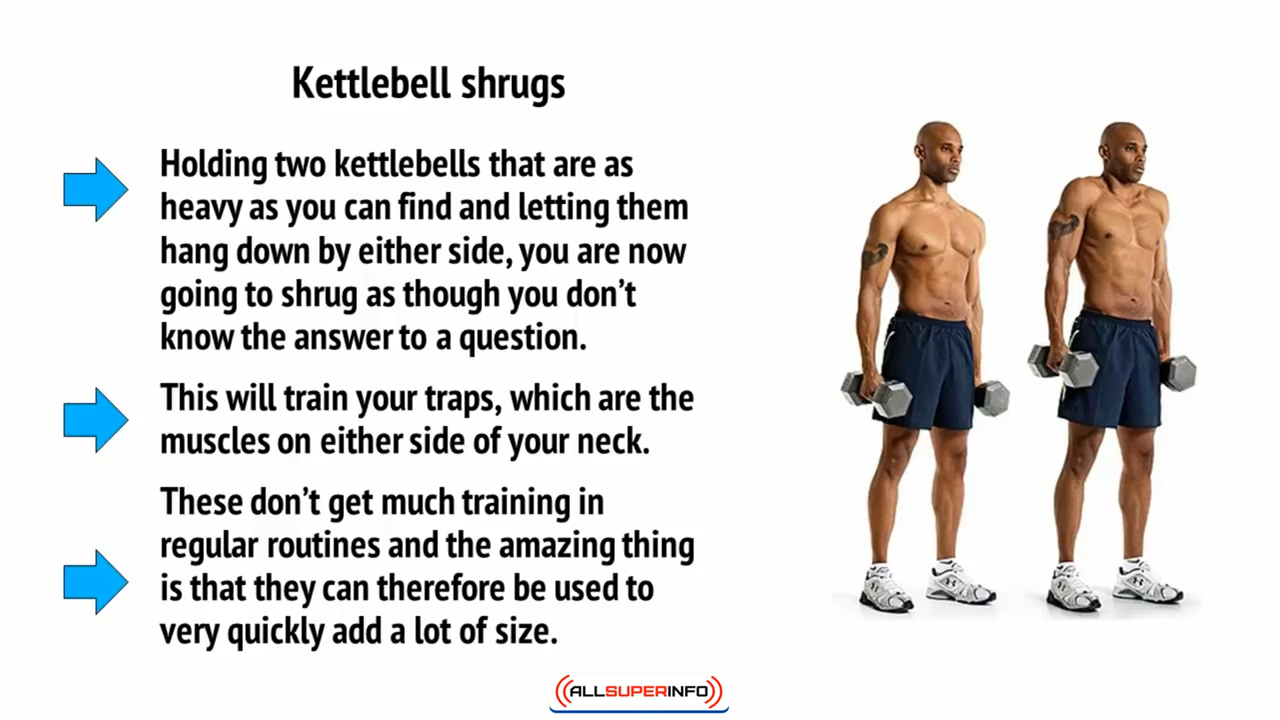 Kettlebell shrugs
Holding two kettlebells that are as
heavy as you can find and letting them
hang down by either side, you are now
going to shrug as though you don't
know the answer to a question.
This will train your traps, which are the
muscles on either side of your neck.
These don't get much training in
regular routines and the amazing thing
is that they can therefore be used to
very quickly add a lot of size.
ALLSUPERINFO